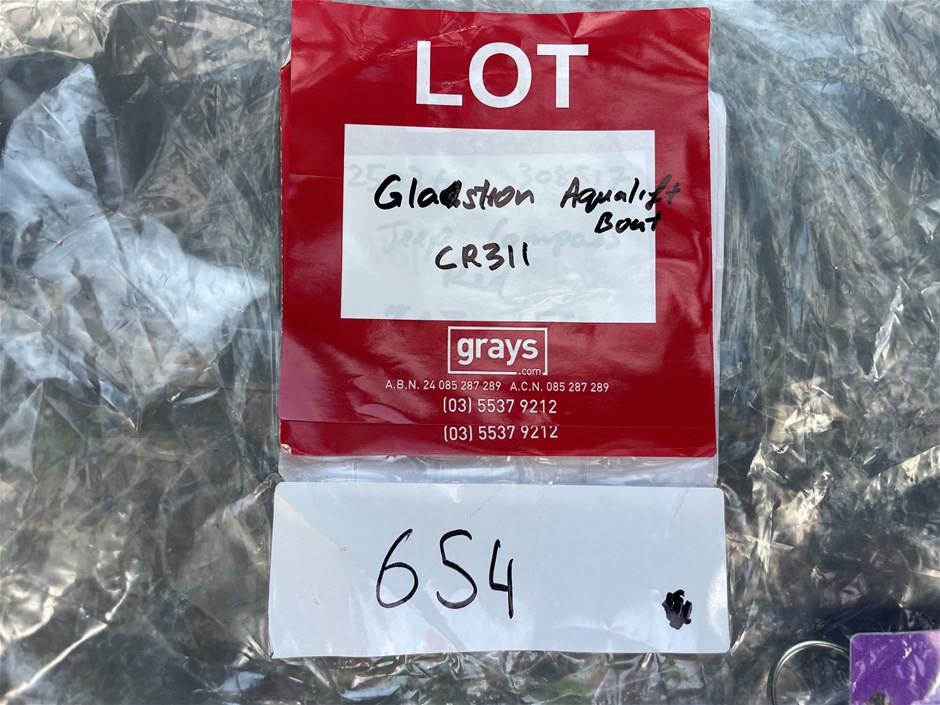 LOT
Gladstron Aqualift
Boat
CR311
grays
.com
A.B.N. 24 085 287 289 A.C.N. 085 287 289
(03) 5537 9212
(03) 5537 9212
654